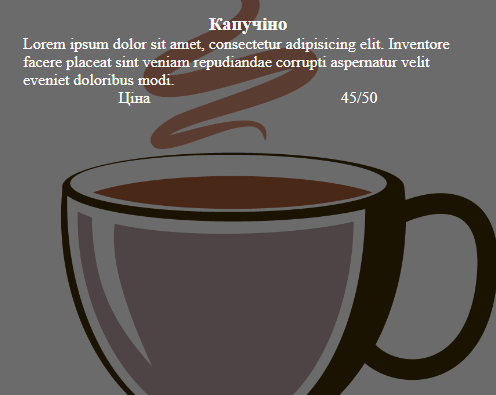 Капучіно
Lorem ipsum dolor sit amet, consectetur adipisicing elit. Inventore
facere placeat sint veniam repudiandae corrupti aspernatur velit
eveniet doloribus modi.
Ціна 45/50